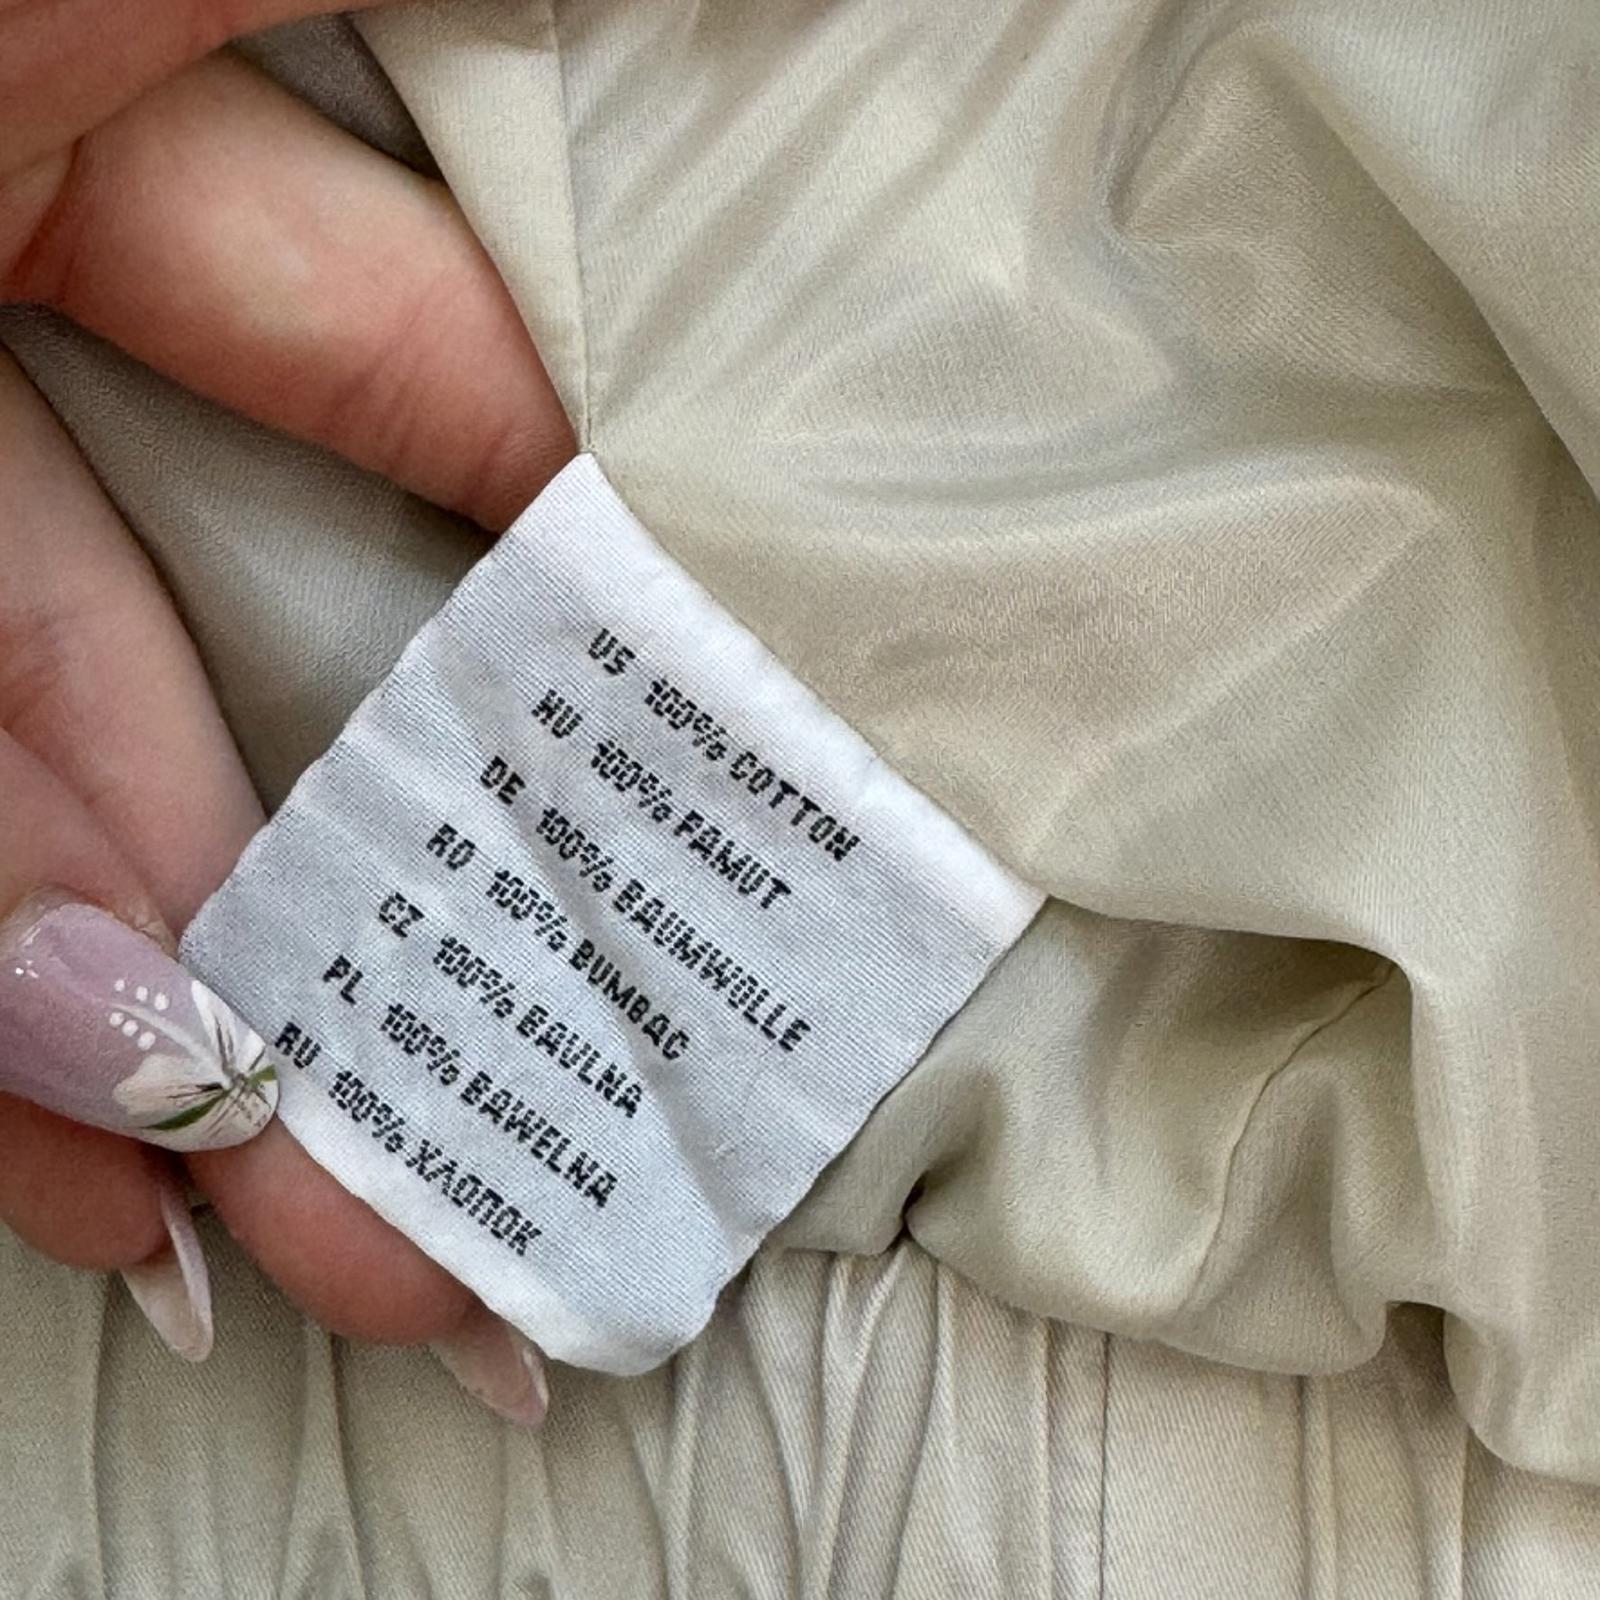 US 100% COTTON
HU 100% PAMUT
DE 100% BAUMWOLLE
RO 100% BUMBAC
CZ 100% BAULNA
PL 100% BAWELNA
RU 100% ХЛОПОК